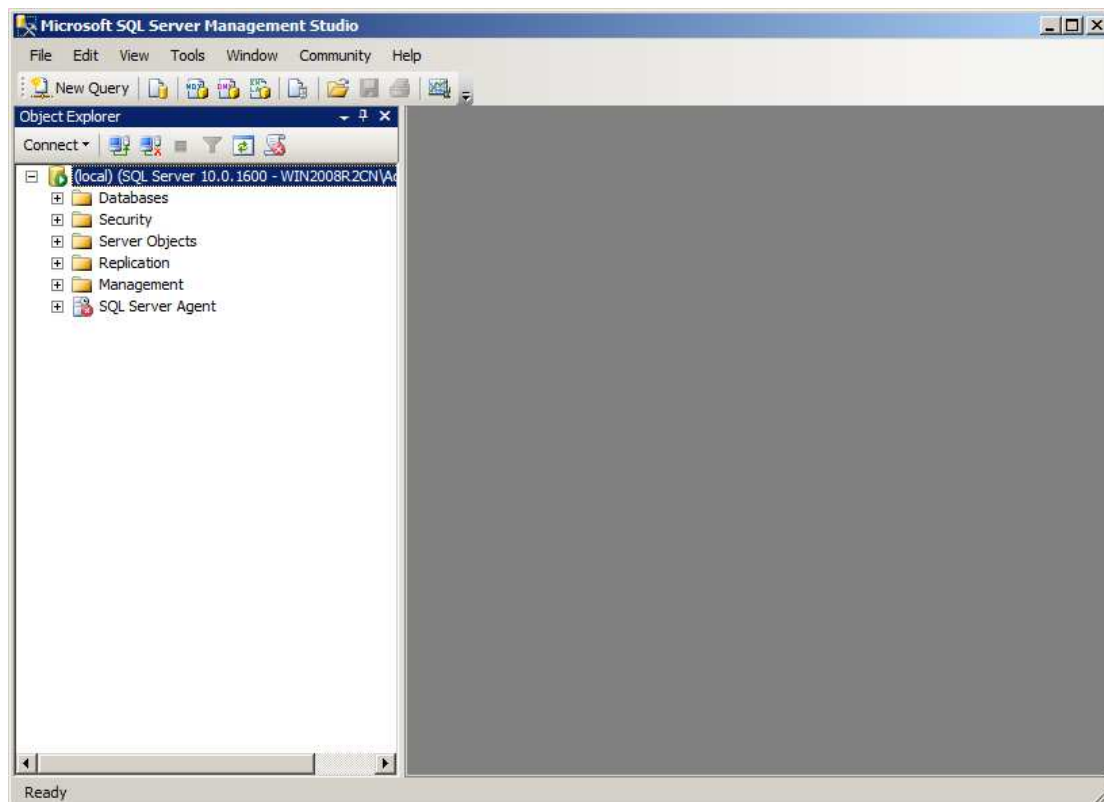 Microsoft SQL Server Management Studio
File Edit View Tools Window Community Help
New Query
Object Explorer
Connect
(local) (SQL Server 10.0.1600 - WIN2008R2CN\Ad
Databases
Security
Server Objects
Replication
Management
SQL Server Agent
Ready